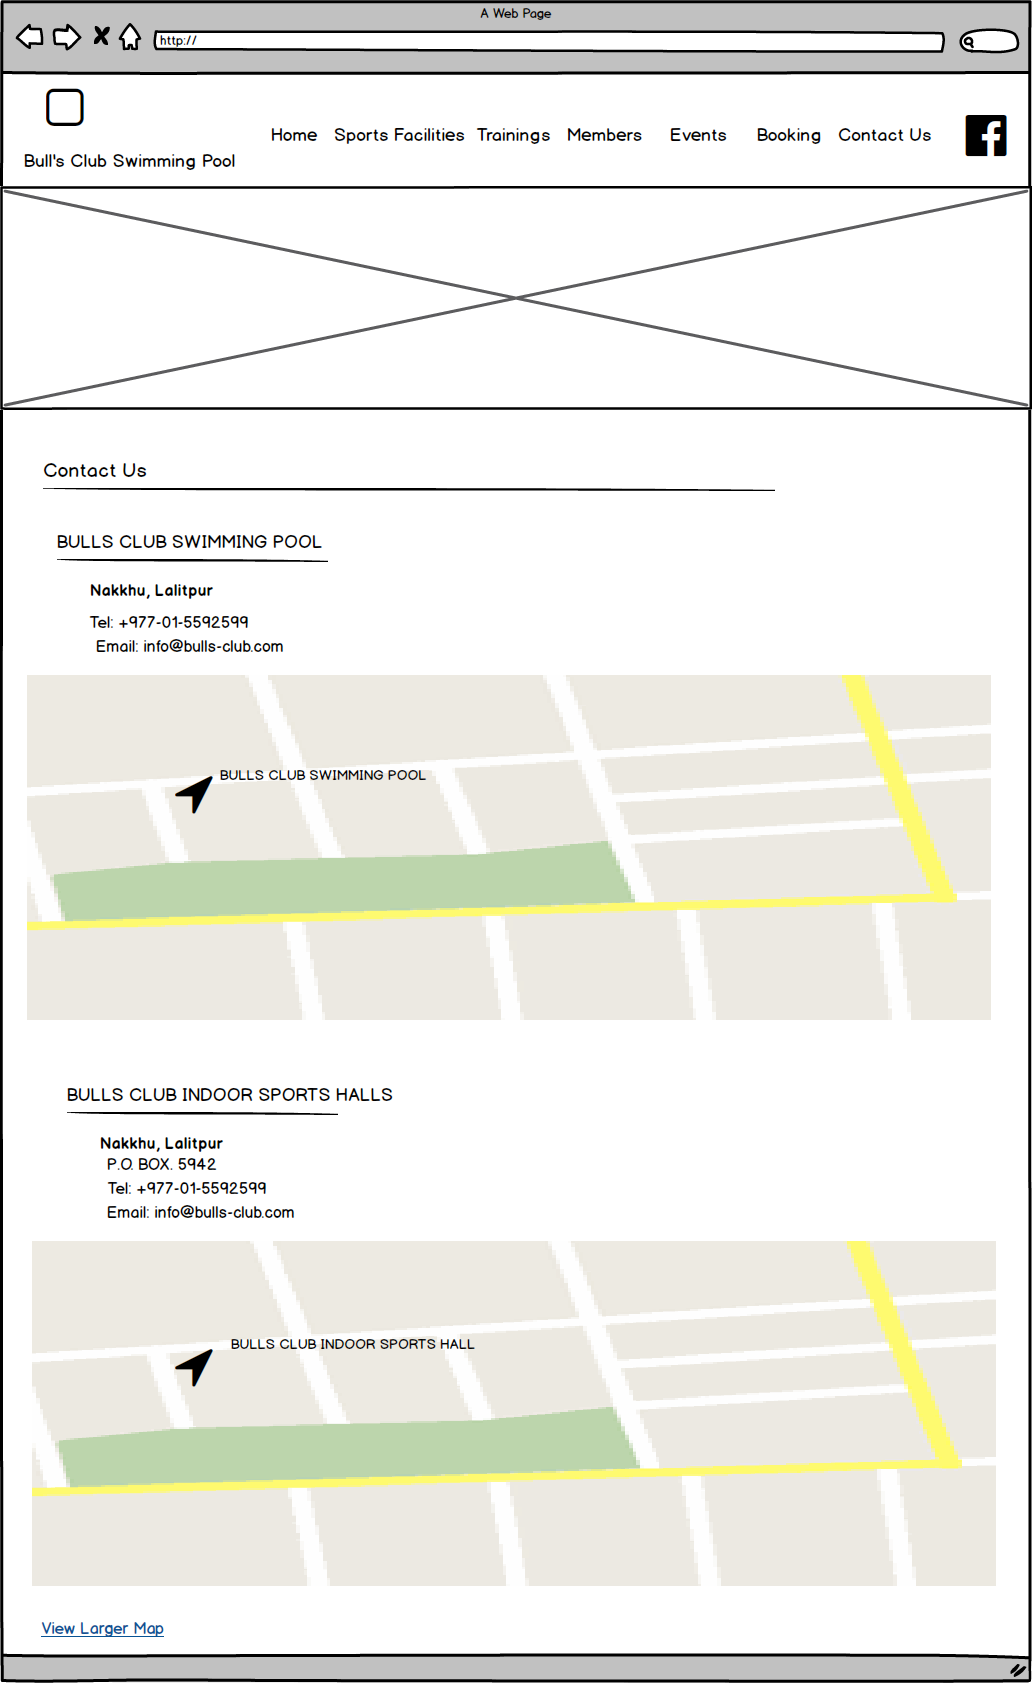 A Web Page
http://
Bull's Club Swimming Pool
Home Sports Facilities Trainings Members Events Booking Contact Us
Contact Us
BULLS CLUB SWIMMING POOL
Nakkhu, Lalitpur
Tel: +977-01-5592599
Email: info@bulls-club.com
BULLS CLUB SWIMMING POOL
BULLS CLUB INDOOR SPORTS HALLS
Nakkhu, Lalitpur
P.O. BOX. 5942
Tel: +977-01-5592599
Email: info@bulls-club.com
BULLS CLUB INDOOR SPORTS HALL
View Larger Map